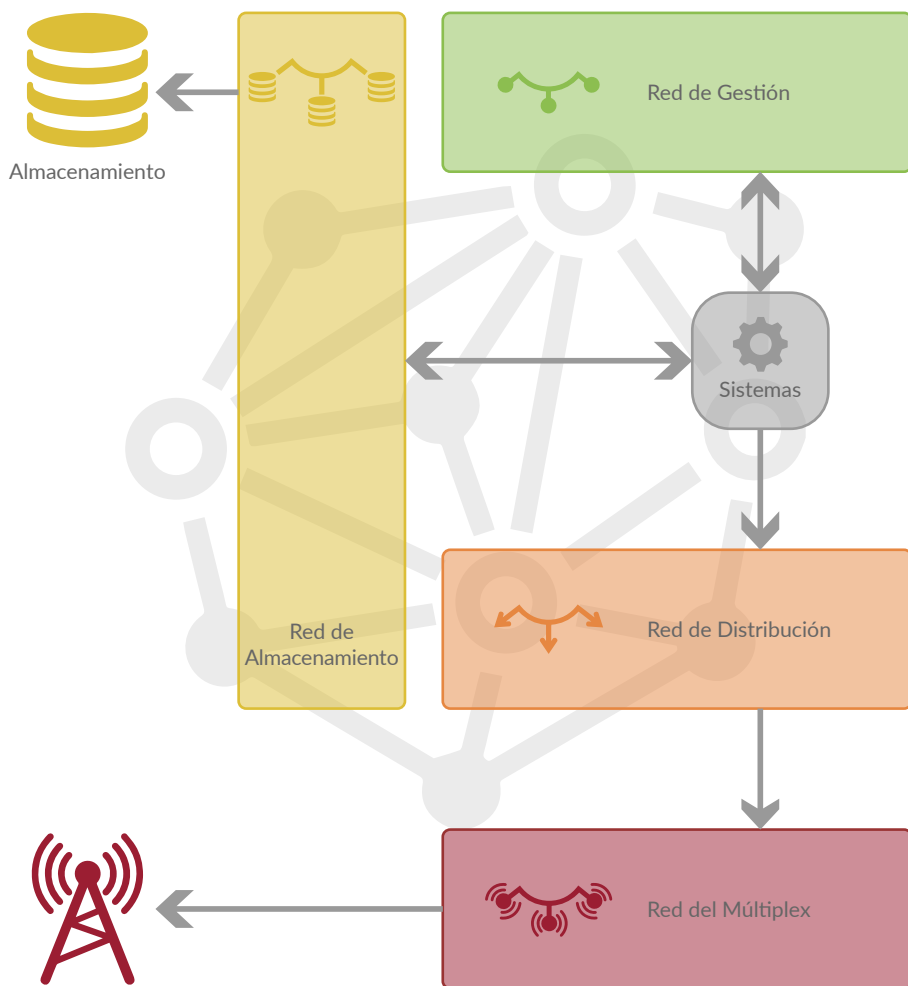 Red de Gestión
Almacenamiento
Sistemas
Red de
Almacenamiento
Red de Distribución
Red del Múltiplex